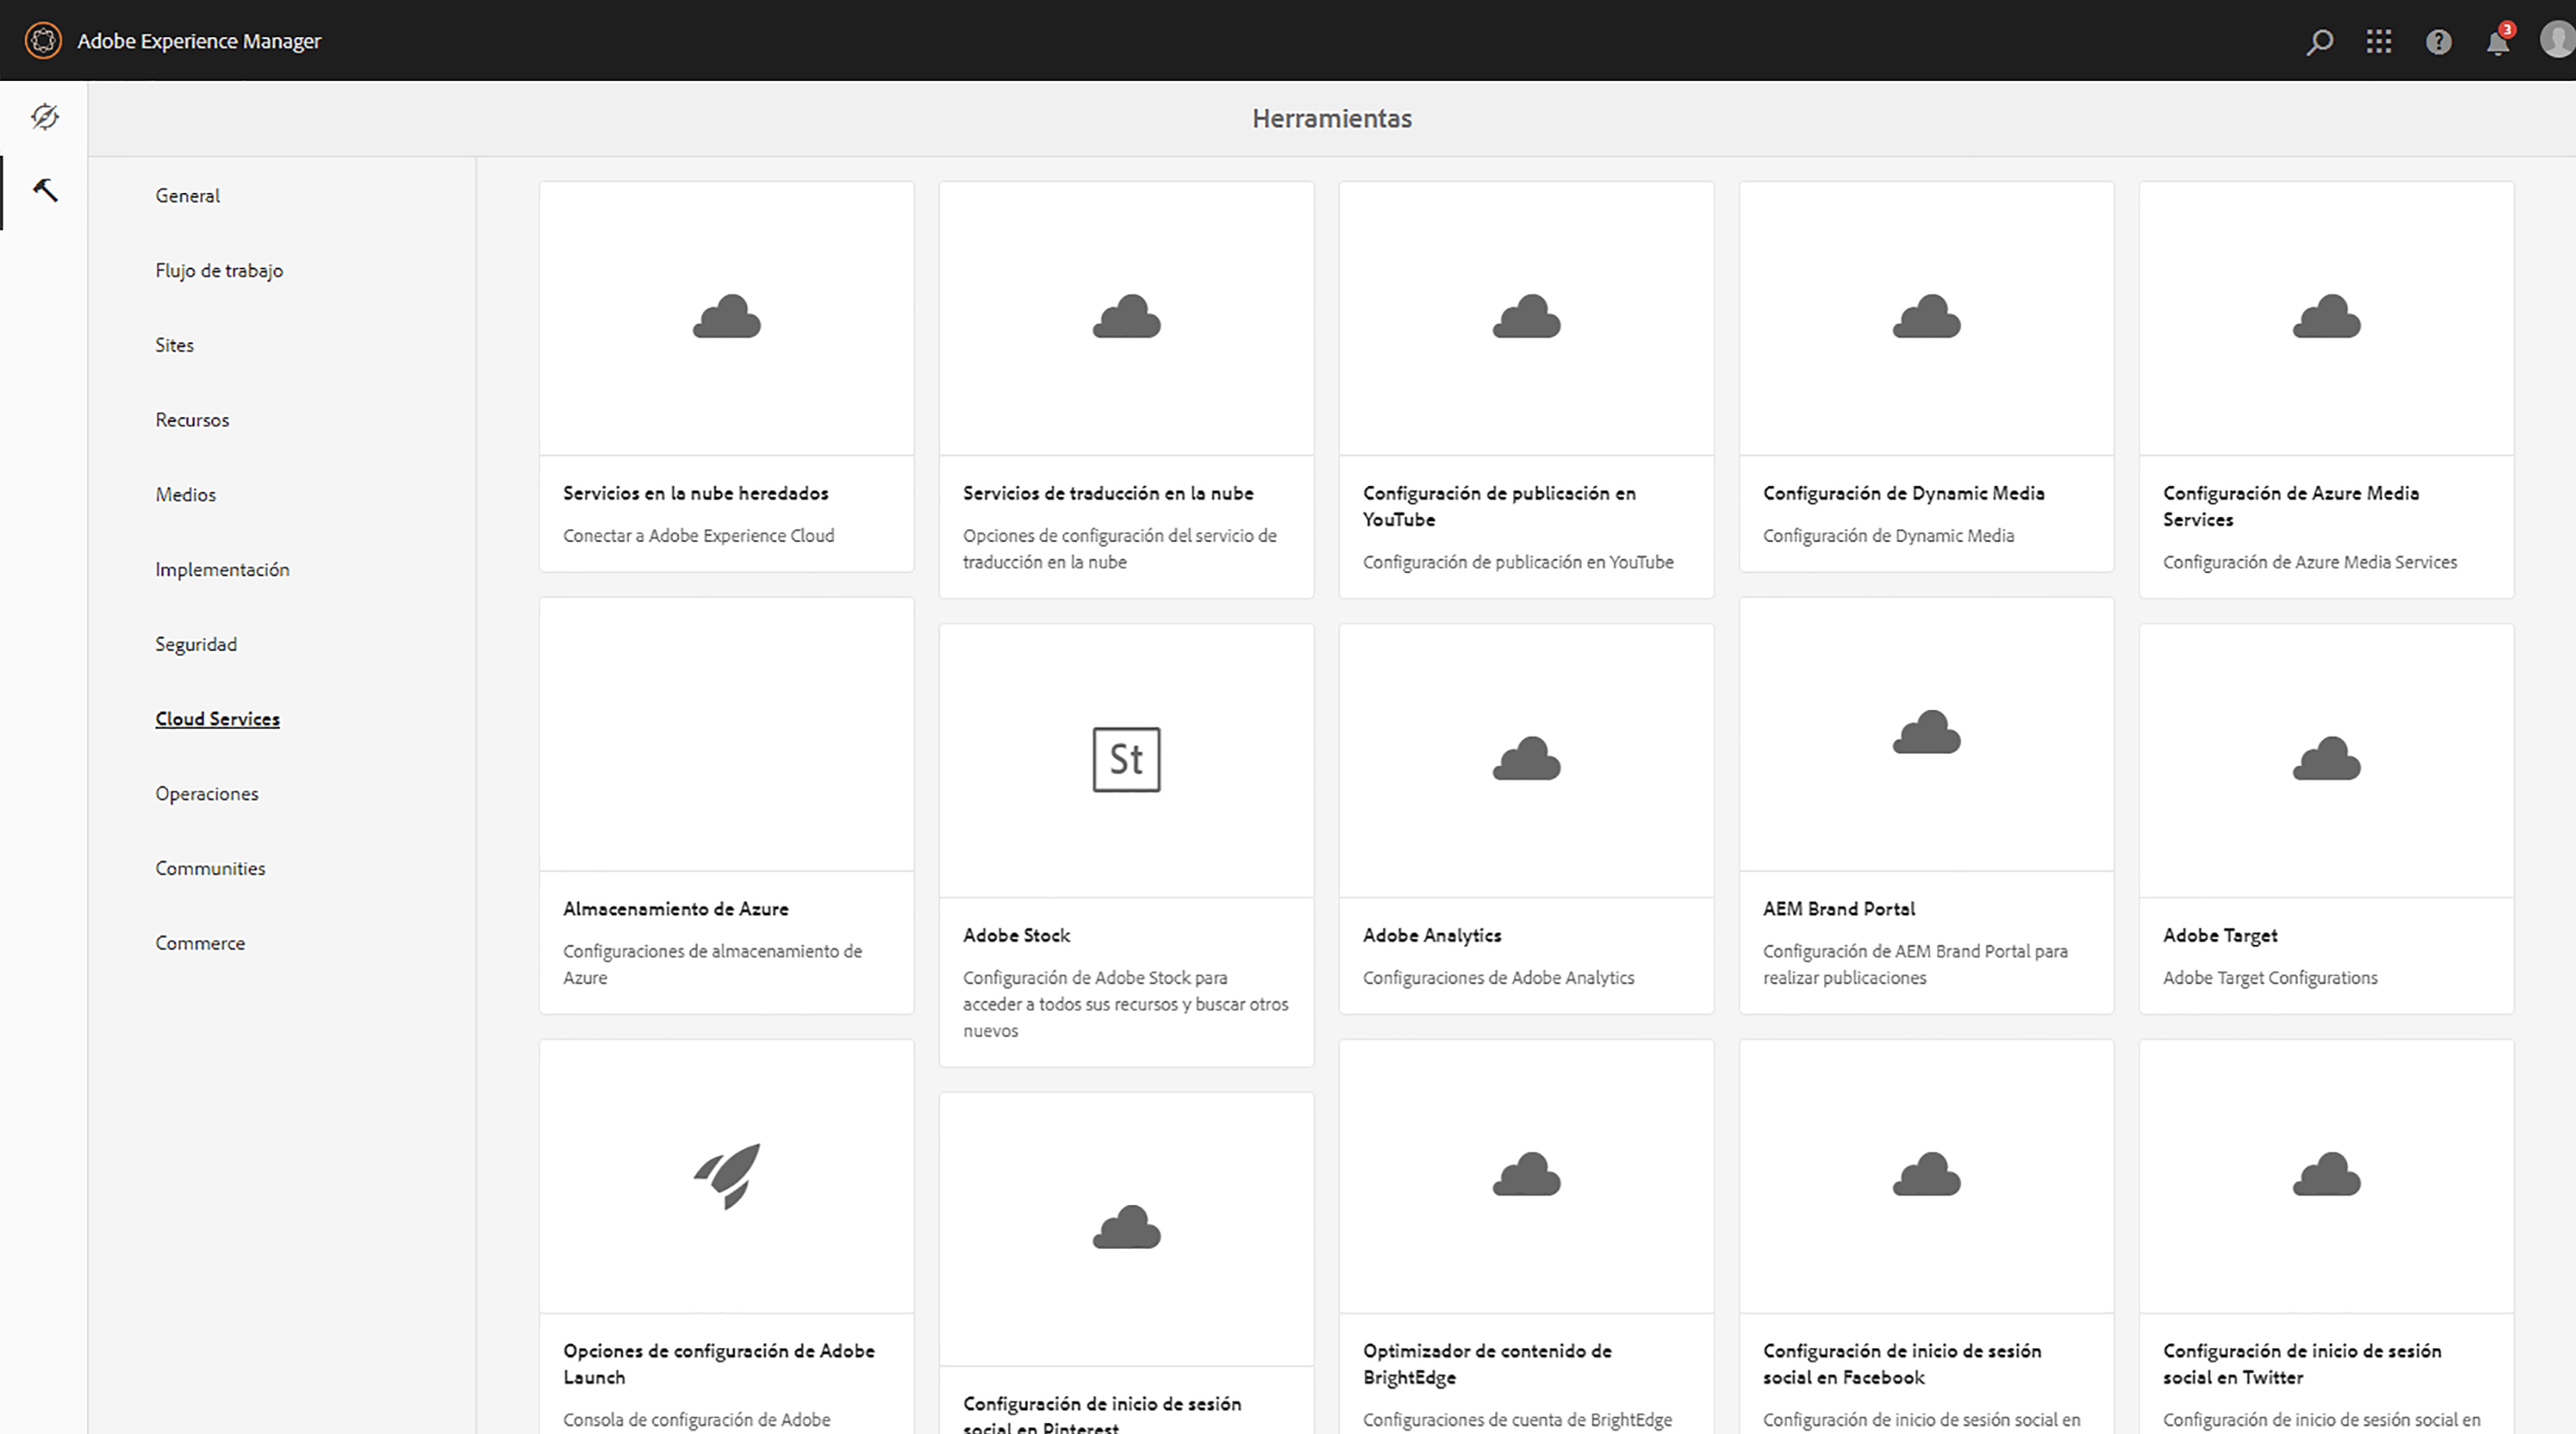 Adobe Experience Manager
3
Herramientas
General
Flujo de trabajo
Sites
Recursos
Medios
Implementación
Seguridad
Cloud Services
Operaciones
Communities
Commerce
Servicios en la nube heredados
Conectar a Adobe Experience Cloud
Servicios de traducción en la nube
Opciones de configuración del servicio de
traducción en la nube
Configuración de publicación en
YouTube
Configuración de publicación en YouTube
Configuración de Dynamic Media
Configuración de Dynamic Media
Configuración de Azure Media
Services
Configuración de Azure Media Services
Almacenamiento de Azure
Configuraciones de almacenamiento de
Azure
St
Adobe Stock
Configuración de Adobe Stock para
acceder a todos sus recursos y buscar otros
nuevos
Adobe Analytics
Configuraciones de Adobe Analytics
AEM Brand Portal
Configuración de AEM Brand Portal para
realizar publicaciones
Adobe Target
Adobe Target Configurations
Opciones de configuración de Adobe
Launch
Consola de configuración de Adobe
Configuración de inicio de sesión
social en Pinterest
Optimizador de contenido de
BrightEdge
Configuraciones de cuenta de BrightEdge
Configuración de inicio de sesión
social en Facebook
Configuración de inicio de sesión social en
Configuración de inicio de sesión
social en Twitter
Configuración de inicio de sesión social en